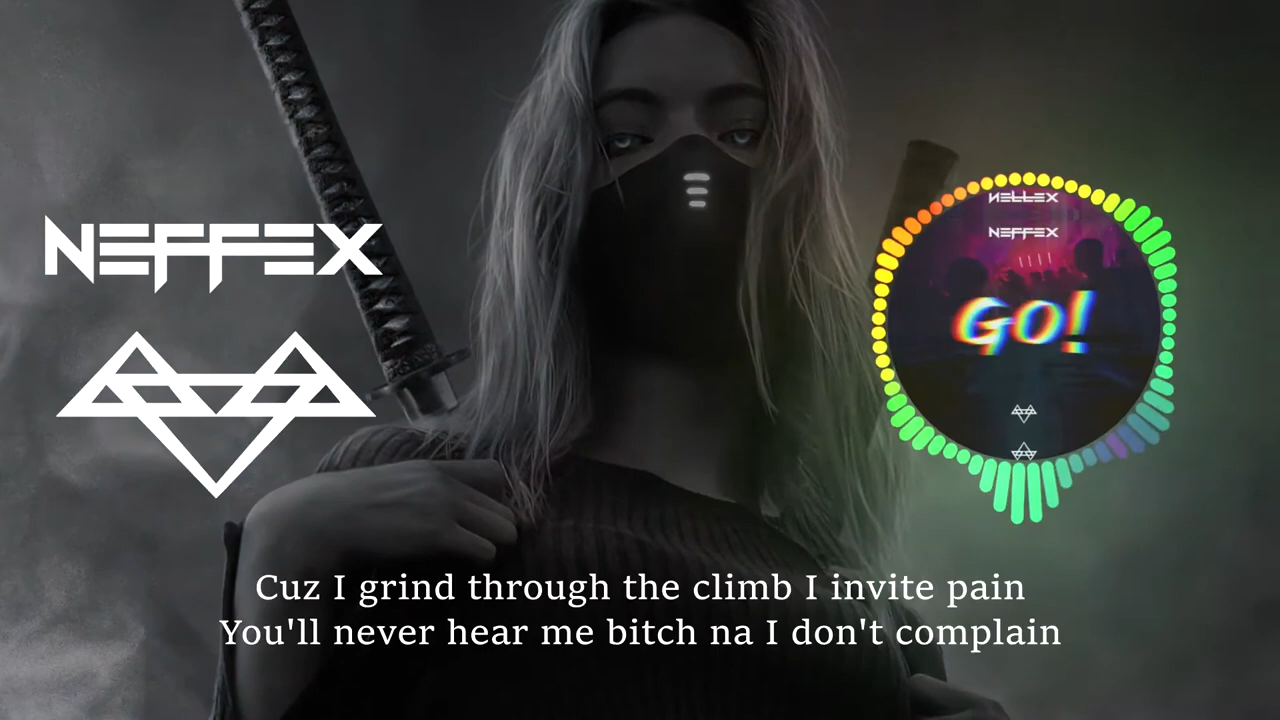 NEFFEX
NEFFEX
NEFFEX
GO!
Cuz I grind through the climb I invite pain
You'll never hear me bitch na I don't complain